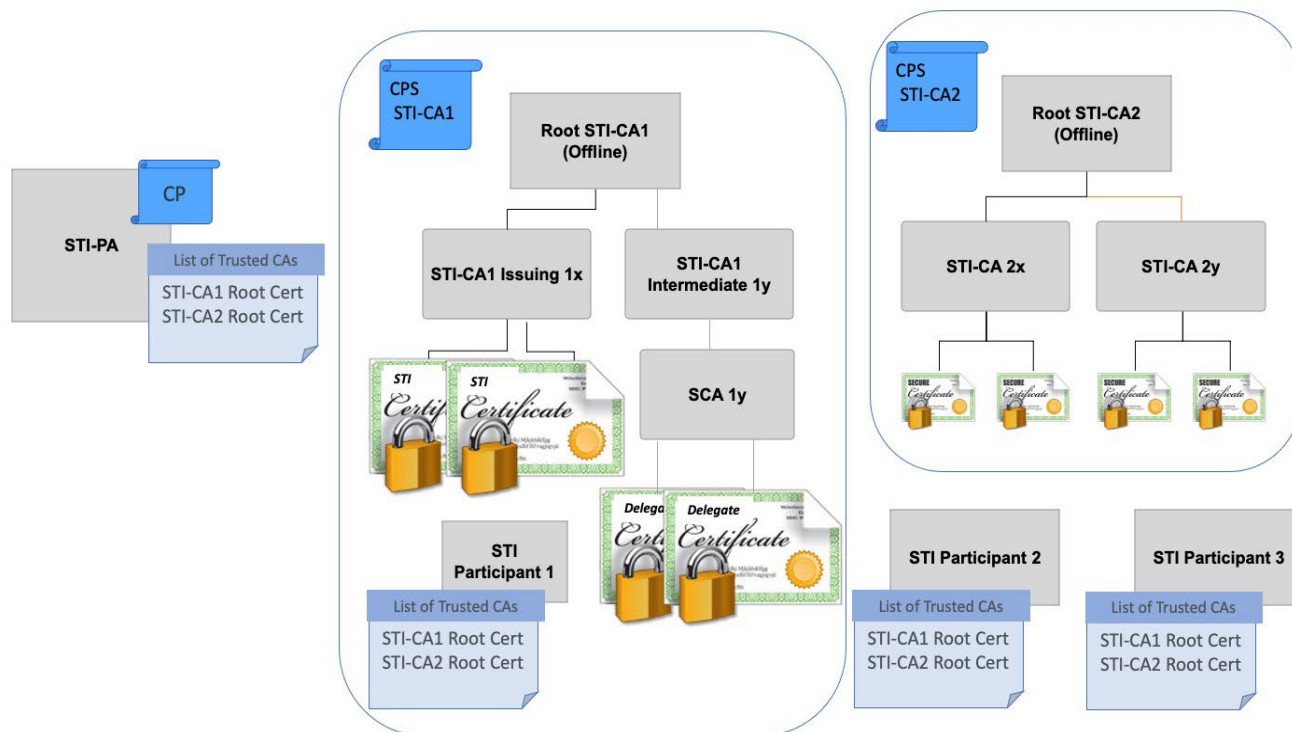 CPS
STI-CA1
Root STI-CA1
(Offline)
CPS
STI-CA2
Root STI-CA2
(Offline)
CP
STI-PA
List of Trusted CAs
STI-CA1 Root Cert
STI-CA2 Root Cert
STI-CA1 Issuing 1x
STI-CA1
Intermediate 1y
STI-CA 2x
STI-CA 2y
STI
STI
Certificate
SCA 1y
SECURE
Certificate
SECURE
Certificate
SECURE
Certificate
SECURE
Certificate
Delegate
Certificate
STI
Participant 1
List of Trusted CAs
STI-CA1 Root Cert
STI-CA2 Root Cert
STI Participant 2
List of Trusted CAs
STI-CA1 Root Cert
STI-CA2 Root Cert
STI Participant 3
List of Trusted CAs
STI-CA1 Root Cert
STI-CA2 Root Cert